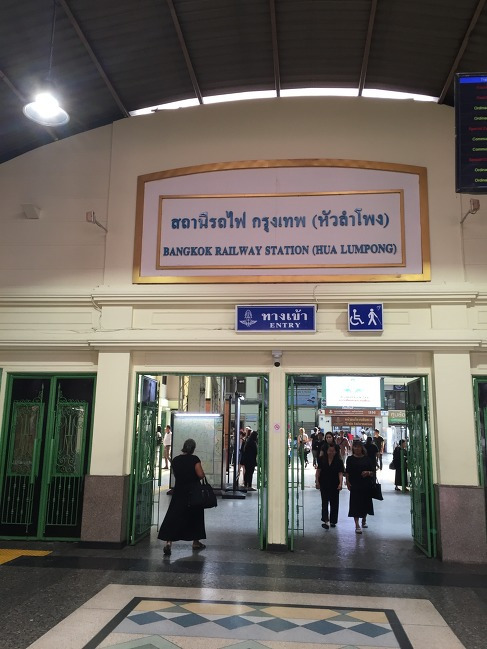 สถานีรถไฟ กรุงเทพ (หัวลำโพง)
BANGKOK RAILWAY STATION (HUA LUMPONG)
ทางเข้า
ENTRY